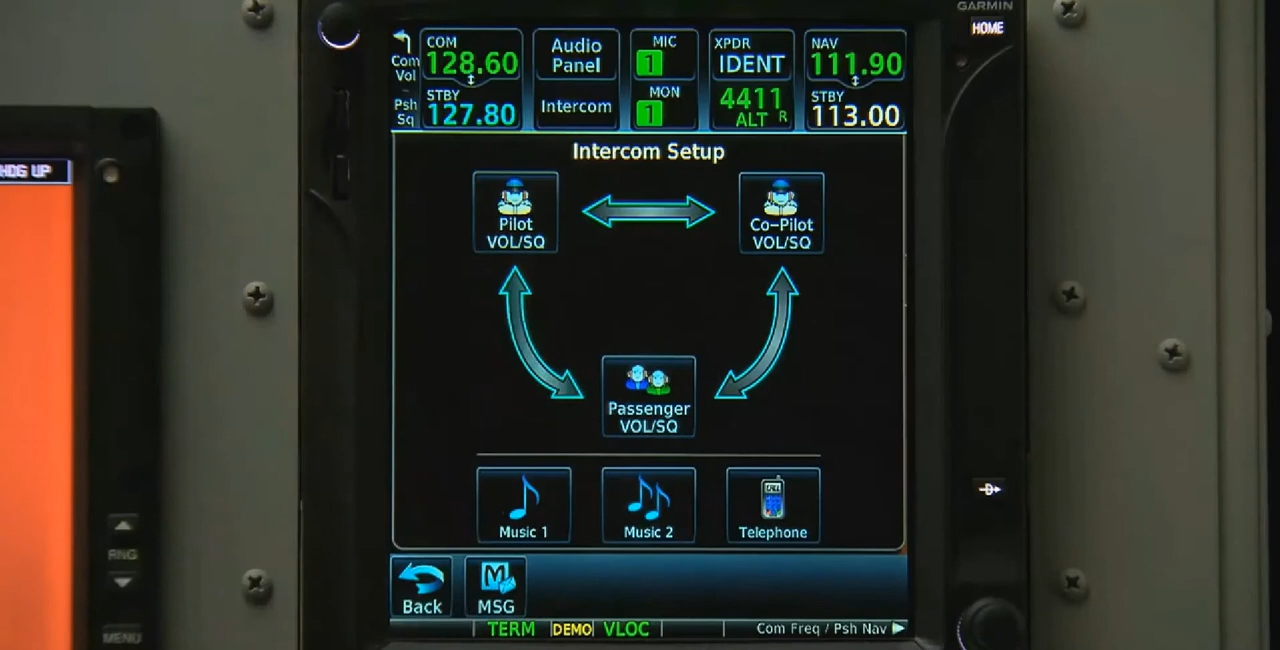 GARMIN
HOME
HDG UP
Com
Vol
-
Psh
Sq
COM
128.60
STBY
127.80
Audio
Panel
Intercom
MIC
1
MON
1
XPDR
IDENT
4411
ALT R
NAV
111.90
STBY
113.00
Intercom Setup
Pilot
VOL/SQ
Co-Pilot
VOL/SQ
Passenger
VOL/SQ
Music 1
Music 2
Telephone
Back
MSG
TERM DEMO VLOC
Com Freq / Psh Nav
RNG
MENU